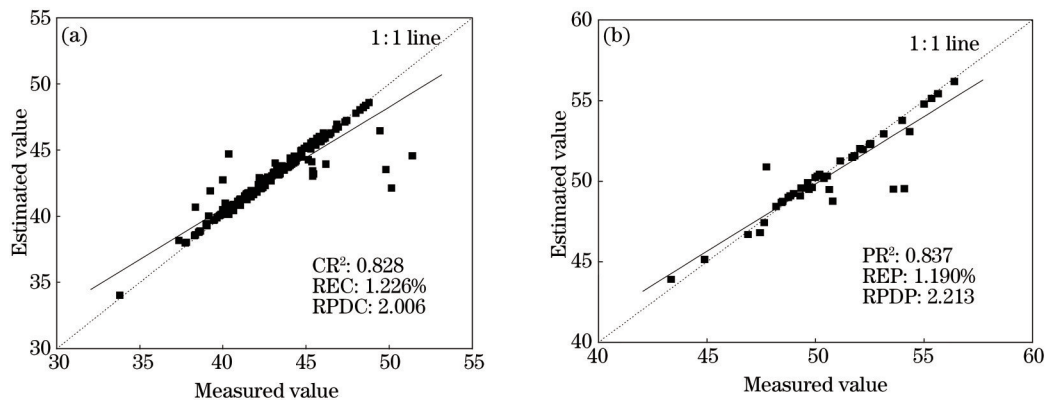 (a)
1:1 line
Estimated value
55
50
45
40
35
30
CR²: 0.828
REC: 1.226%
RPDC: 2.006
30 35 40 45 50 55
Measured value
(b)
1:1 line
Estimated value
60
55
50
45
40
PR²: 0.837
REP: 1.190%
RPDP: 2.213
40 45 50 55 60
Measured value